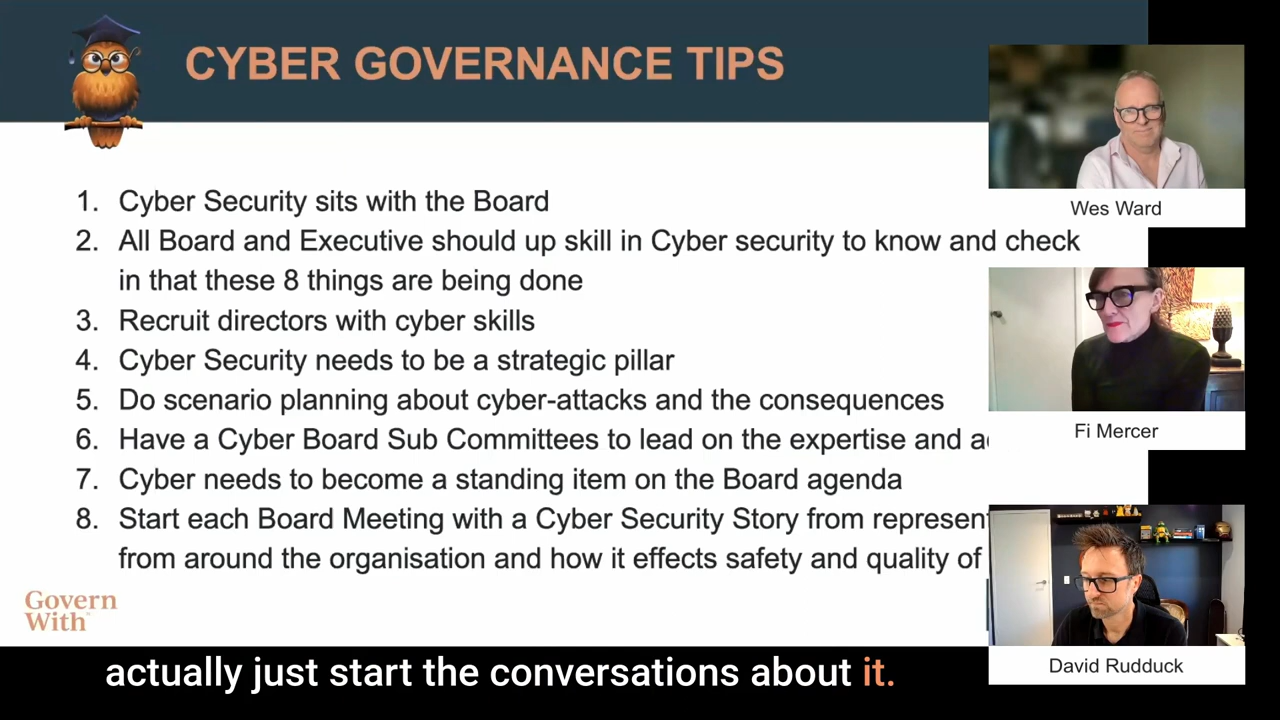 CYBER GOVERNANCE TIPS
1. Cyber Security sits with the Board
2. All Board and Executive should up skill in Cyber security to know and check
in that these 8 things are being done
3. Recruit directors with cyber skills
4. Cyber Security needs to be a strategic pillar
5. Do scenario planning about cyber-attacks and the consequences
6. Have a Cyber Board Sub Committees to lead on the expertise and
7. Cyber needs to become a standing item on the Board agenda
8. Start each Board Meeting with a Cyber Security Story from
from around the organisation and how it effects safety and quality of
Govern
With
Wes Ward
Fi Mercer
David Rudduck
actually just start the conversations about it.